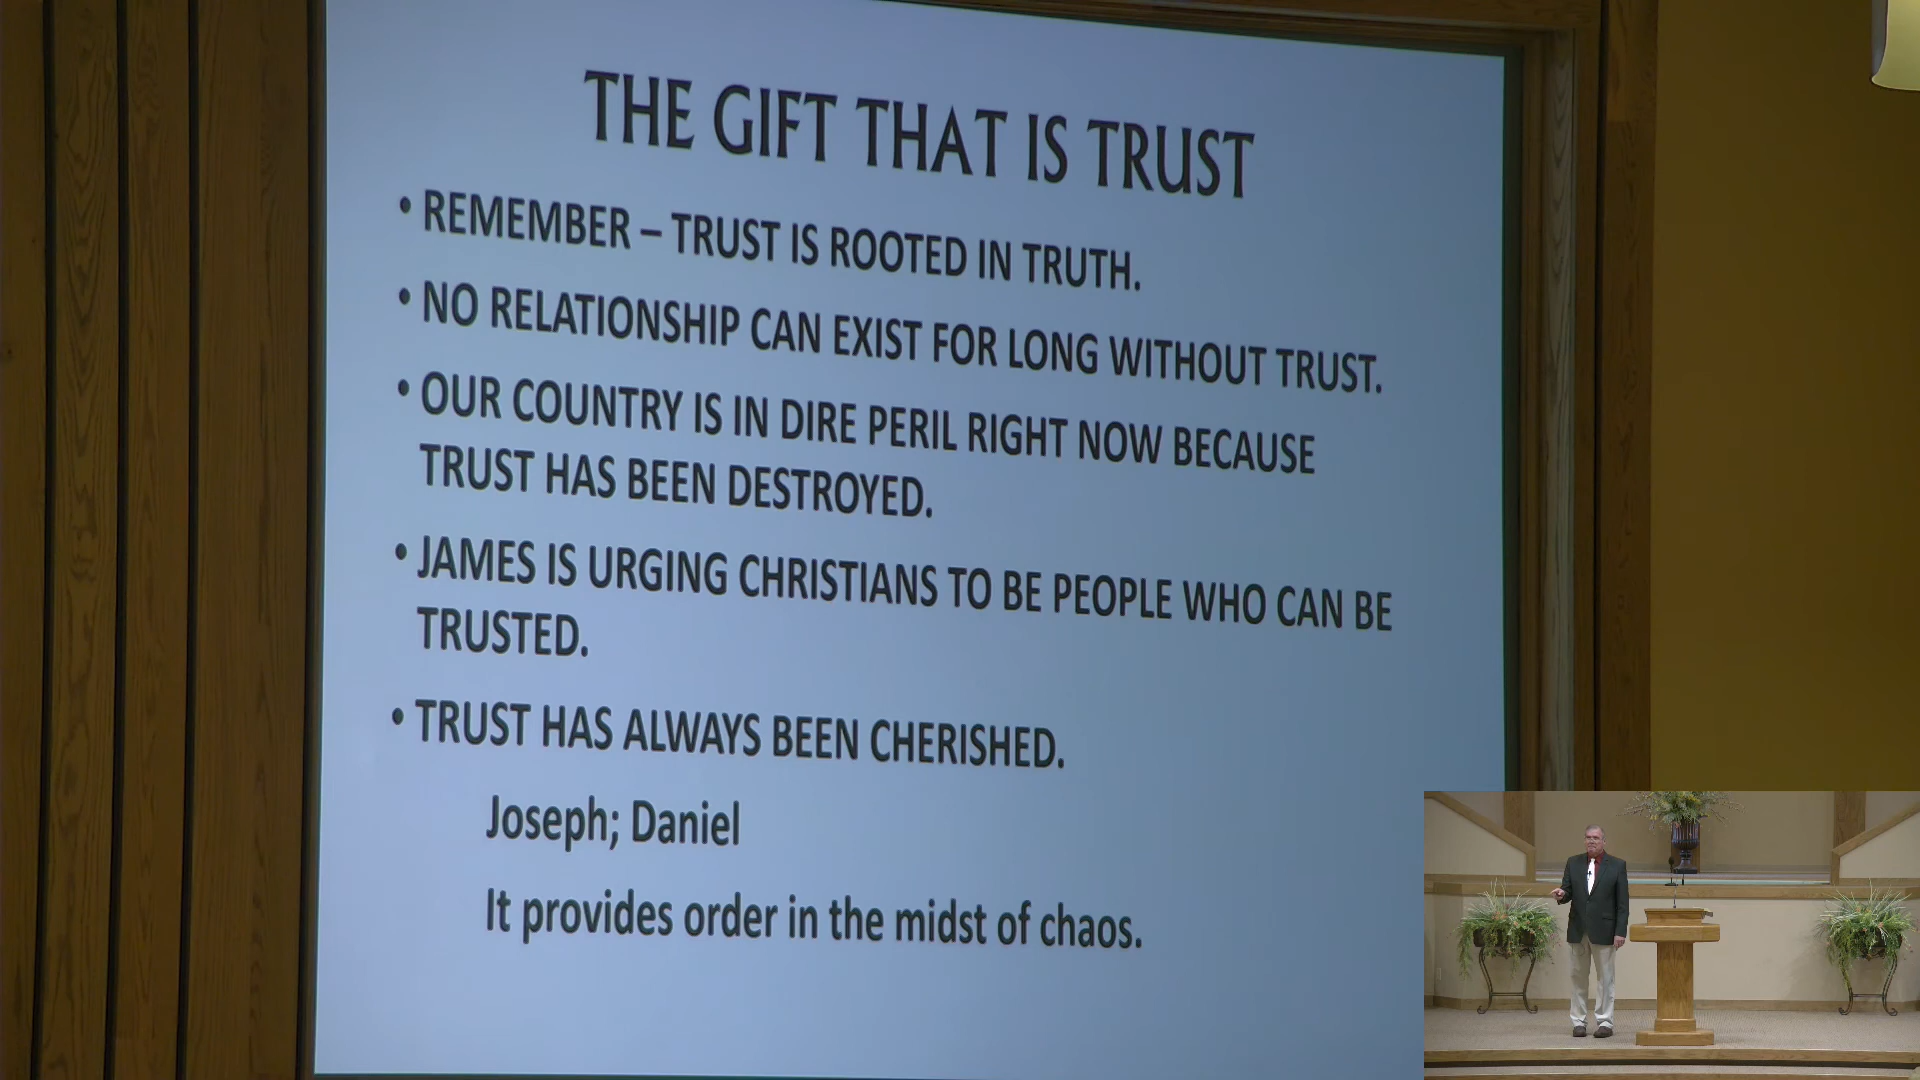 THE GIFT THAT IS TRUST
• REMEMBER – TRUST IS ROOTED IN TRUTH.
• NO RELATIONSHIP CAN EXIST FOR LONG WITHOUT TRUST.
• OUR COUNTRY IS IN DIRE PERIL RIGHT NOW BECAUSE
TRUST HAS BEEN DESTROYED.
• JAMES IS URGING CHRISTIANS TO BE PEOPLE WHO CAN BE
TRUSTED.
• TRUST HAS ALWAYS BEEN CHERISHED.
Joseph; Daniel
It provides order in the midst of chaos.